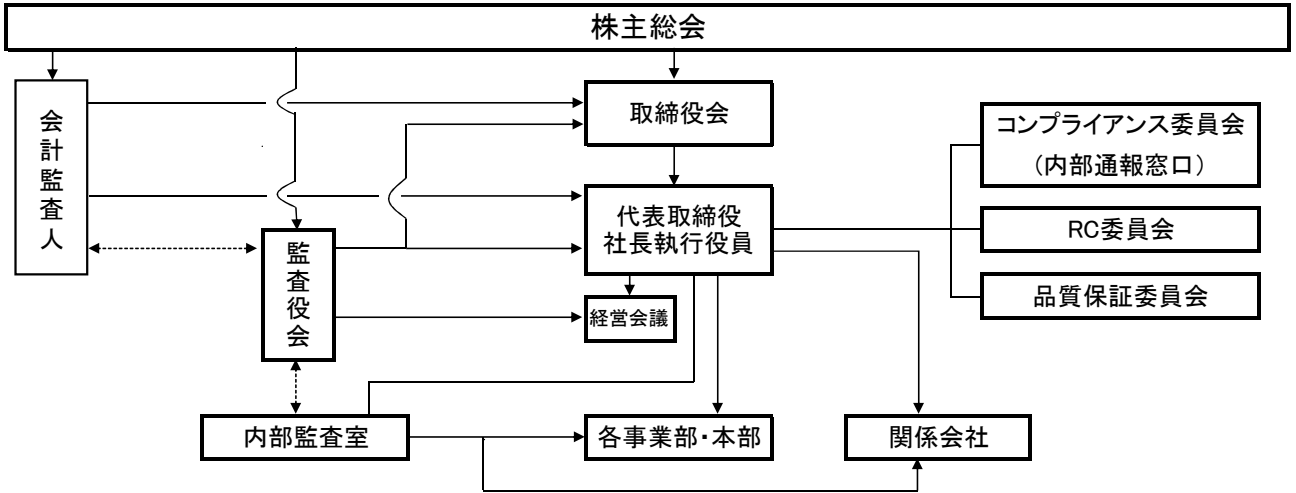 株主総会
会計監査人
取締役会
コンプライアンス委員会
（内部通報窓口）
代表取締役
社長執行役員
RC委員会
監査役会
品質保証委員会
経営会議
内部監査室
各事業部・本部
関係会社